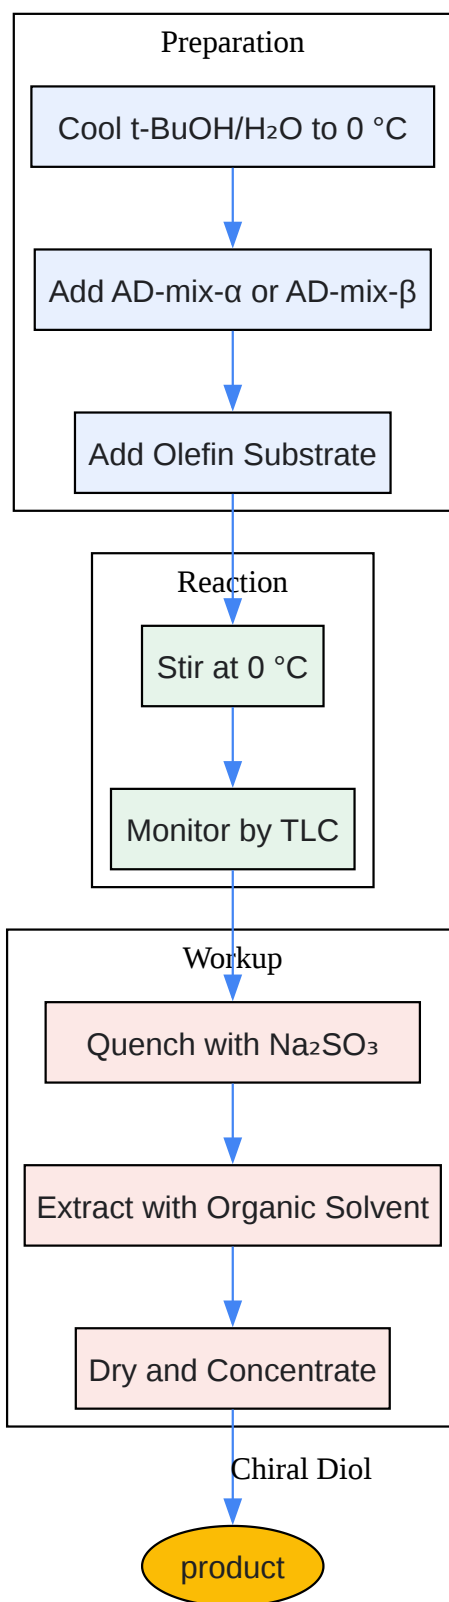 Preparation
Cool t-BuOH/H₂O to 0 °C
Add AD-mix-α or AD-mix-β
Add Olefin Substrate
Reaction
Stir at 0 °C
Monitor by TLC
Workup
Quench with Na₂SO₃
Extract with Organic Solvent
Dry and Concentrate
Chiral Diol
product